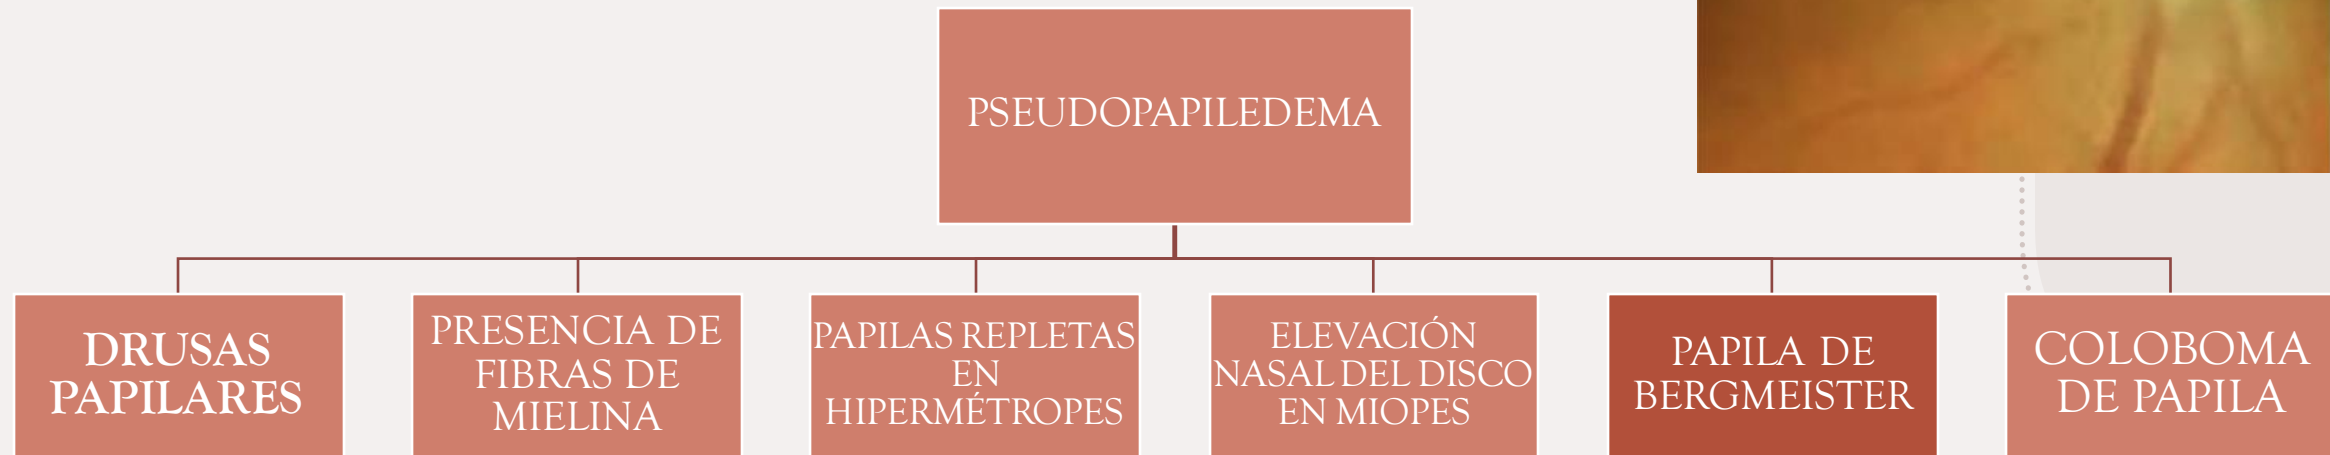 PSEUDOPAPILEDEMA
DRUSAS
PAPILARES
PRESENCIA DE
FIBRAS DE
MIELINA
PAPILAS REPLETAS
EN
HIPERMÉTROPES
ELEVACIÓN
NASAL DEL DISCO
EN MIOPES
PAPILA DE
BERGMEISTER
COLOBOMA
DE PAPILA